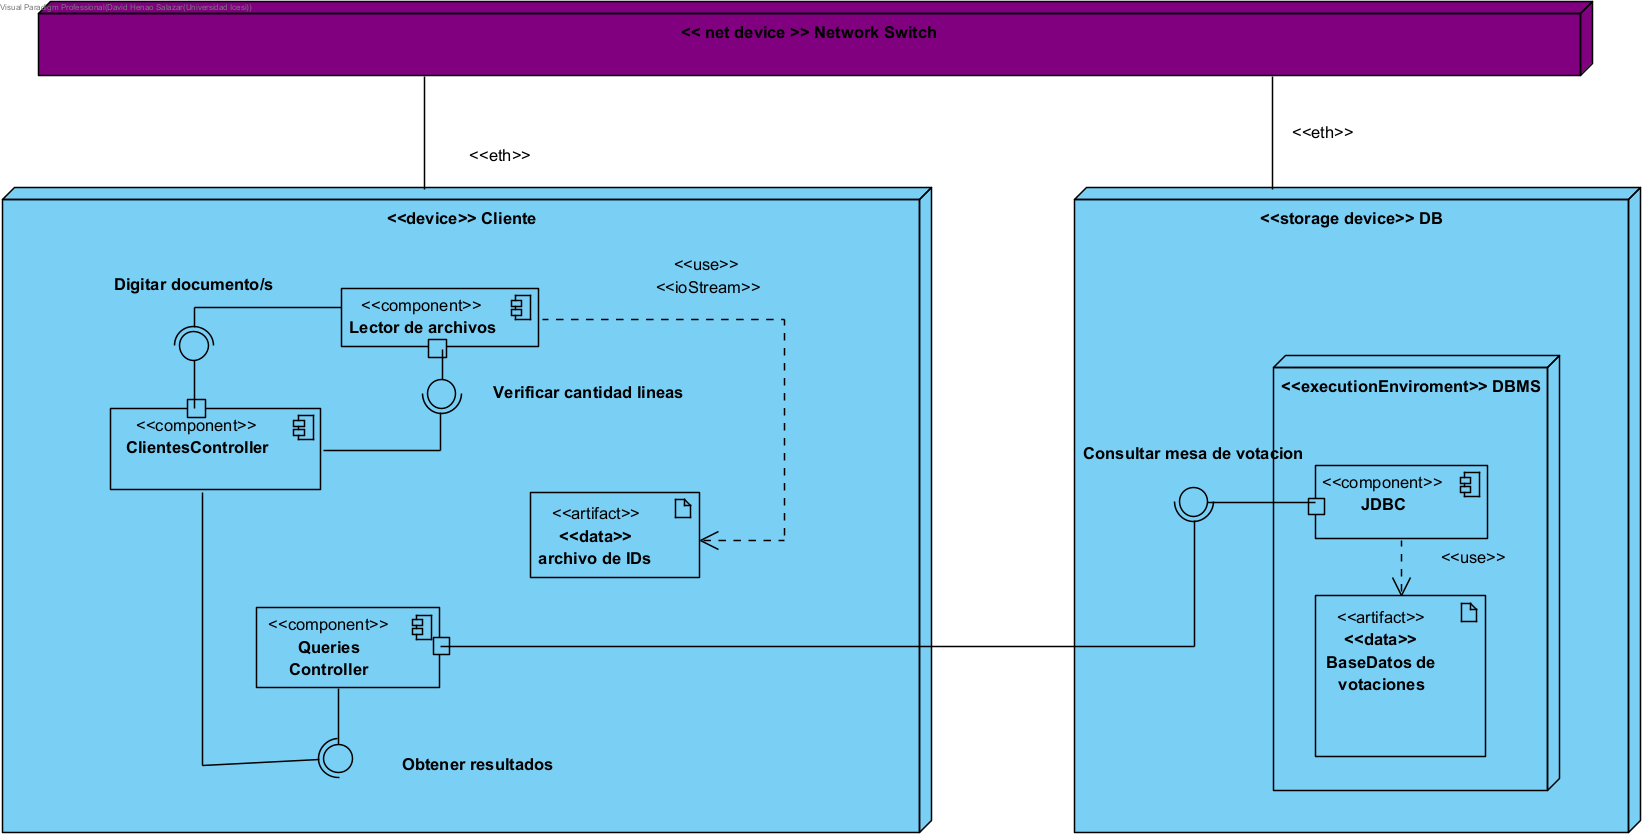 Visual Paradigm Professional(David Henao Salazar(Universidad Icesi))
<< net device >> Network Switch
<<eth>>
<<eth>>
<<device>> Cliente
Digitar documento/s
<<component>>
Lector de archivos
<<use>>
<<ioStream>>
Verificar cantidad lineas
<<component>>
ClientesController
<<artifact>>
<<data>>
archivo de IDs
<<component>>
Queries
Controller
Obtener resultados
<<storage device>> DB
<<executionEnviroment>> DBMS
Consultar mesa de votacion
<<component>>
JDBC
<<use>>
<<artifact>>
<<data>>
BaseDatos de
votaciones